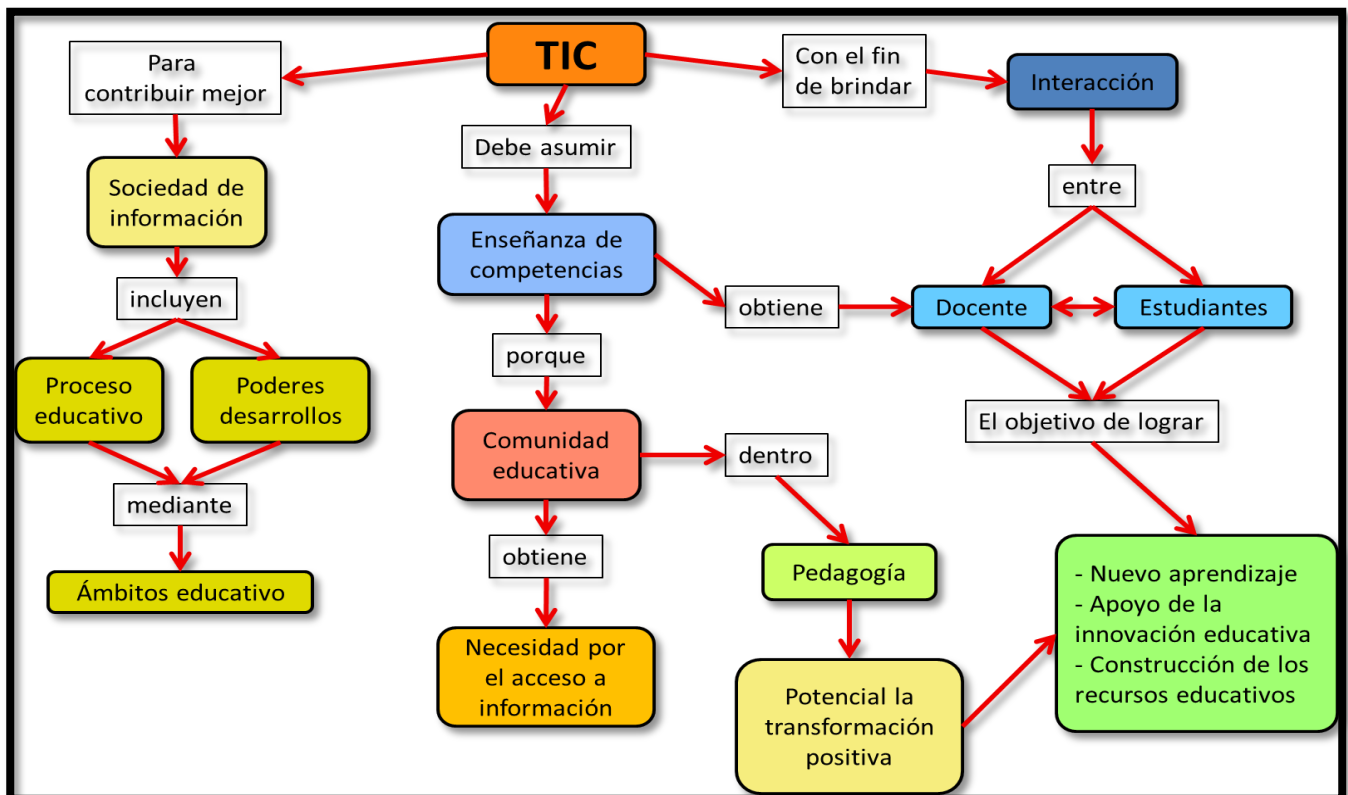 TIC
Para
contribuir mejor
Con el fin
de brindar
Interacción
Debe asumir
entre
Sociedad de
información
Enseñanza de
competencias
incluyen
obtiene
Docente
Estudiantes
porque
Proceso
educativo
Poderes
desarrollos
El objetivo de lograr
Comunidad
educativa
dentro
mediante
obtiene
Pedagogía
Ámbitos educativo
- Nuevo aprendizaje
- Apoyo de la
innovación educativa
- Construcción de los
recursos educativos
Necesidad por
el acceso a
información
Potencial la
transformación
positiva